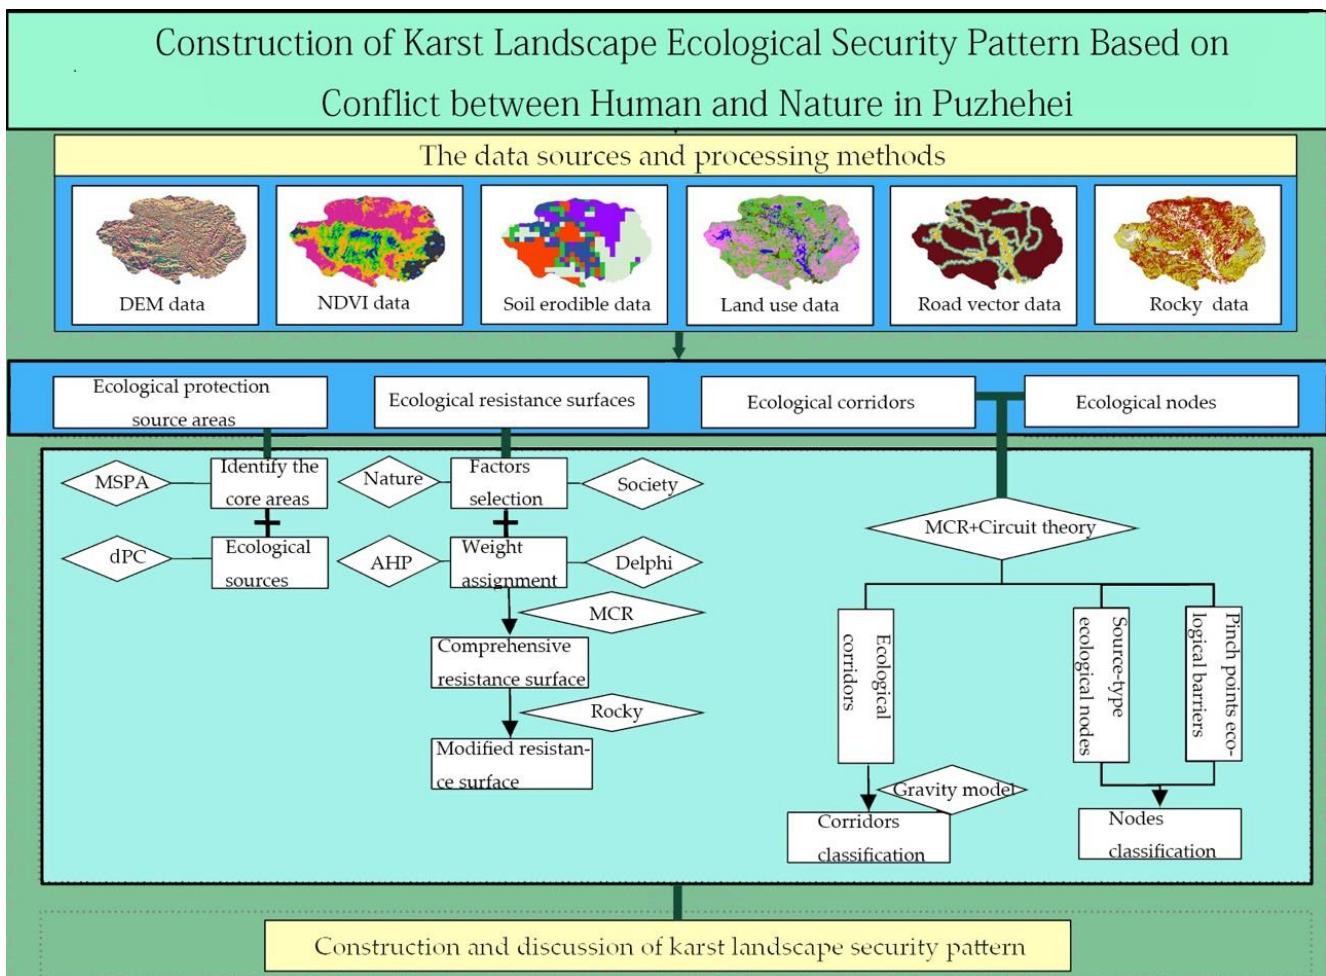 Construction of Karst Landscape Ecological Security Pattern Based on
Conflict between Human and Nature in Puzhehei
The data sources and processing methods
DEM data
NDVI data
Soil erodible data
Land use data
Road vector data
Rocky data
Ecological protection
source areas
Ecological resistance surfaces
Ecological corridors
Ecological nodes
MSPA
Identify the
core areas
Nature
Factors
selection
Society
dPC
Ecological
sources
AHP
Weight
assignment
Delphi
MCR
Comprehensive
resistance surface
Rocky
Modified resistan-
ce surface
MCR+Circuit theory
Ecological
corridors
Source-type
ecological nodes
Pinch points eco-
logical barriers
Gravity model
Corridors
classification
Nodes
classification
Construction and discussion of karst landscape security pattern